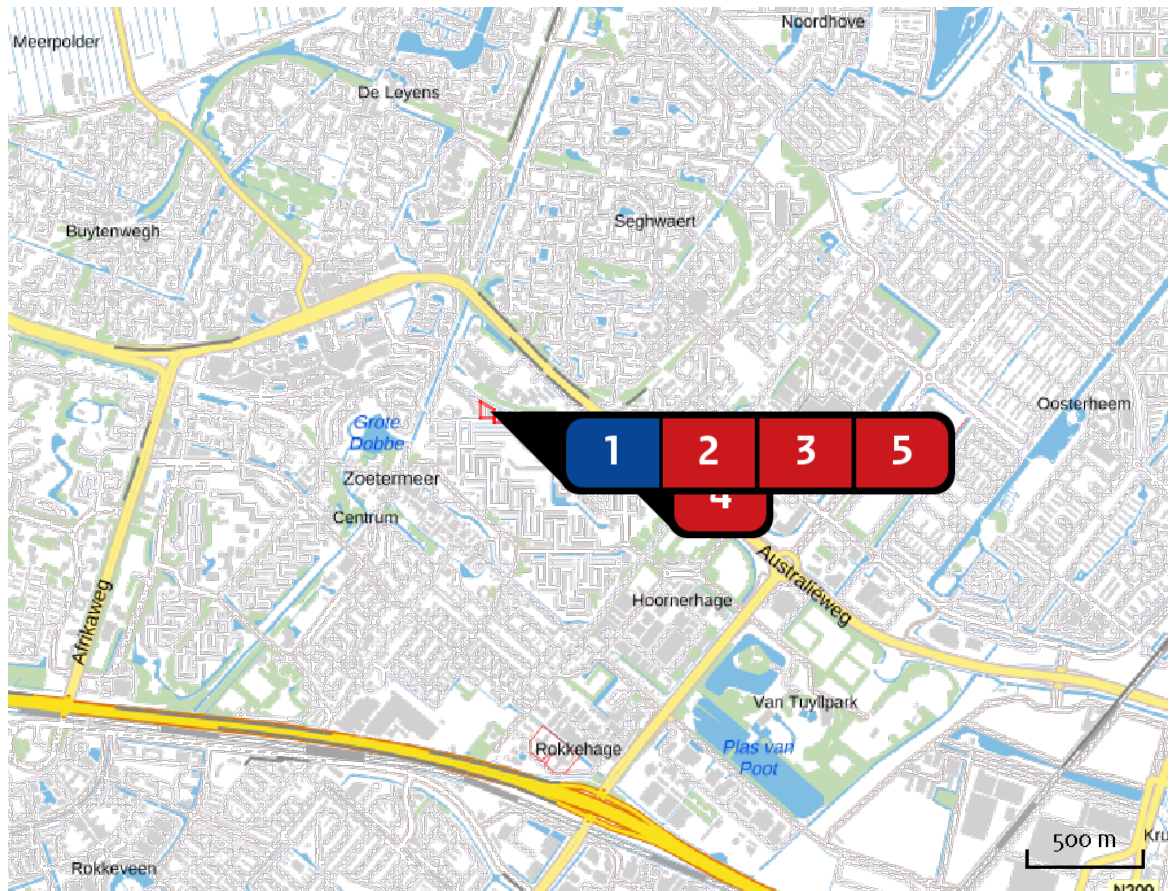 Noordhove
Meerpolder
De Leyens
Seghwaert
Buytenwegh
Oosterheem
Grote
Dobbe
1 2 3 5
Zoetermeer
4
Centrum
Australiëweg
Afrikaweg
Hoornerhage
Van Tuyllpark
Rokkehage
Plas van
Poot
500 m
Rokkeveen